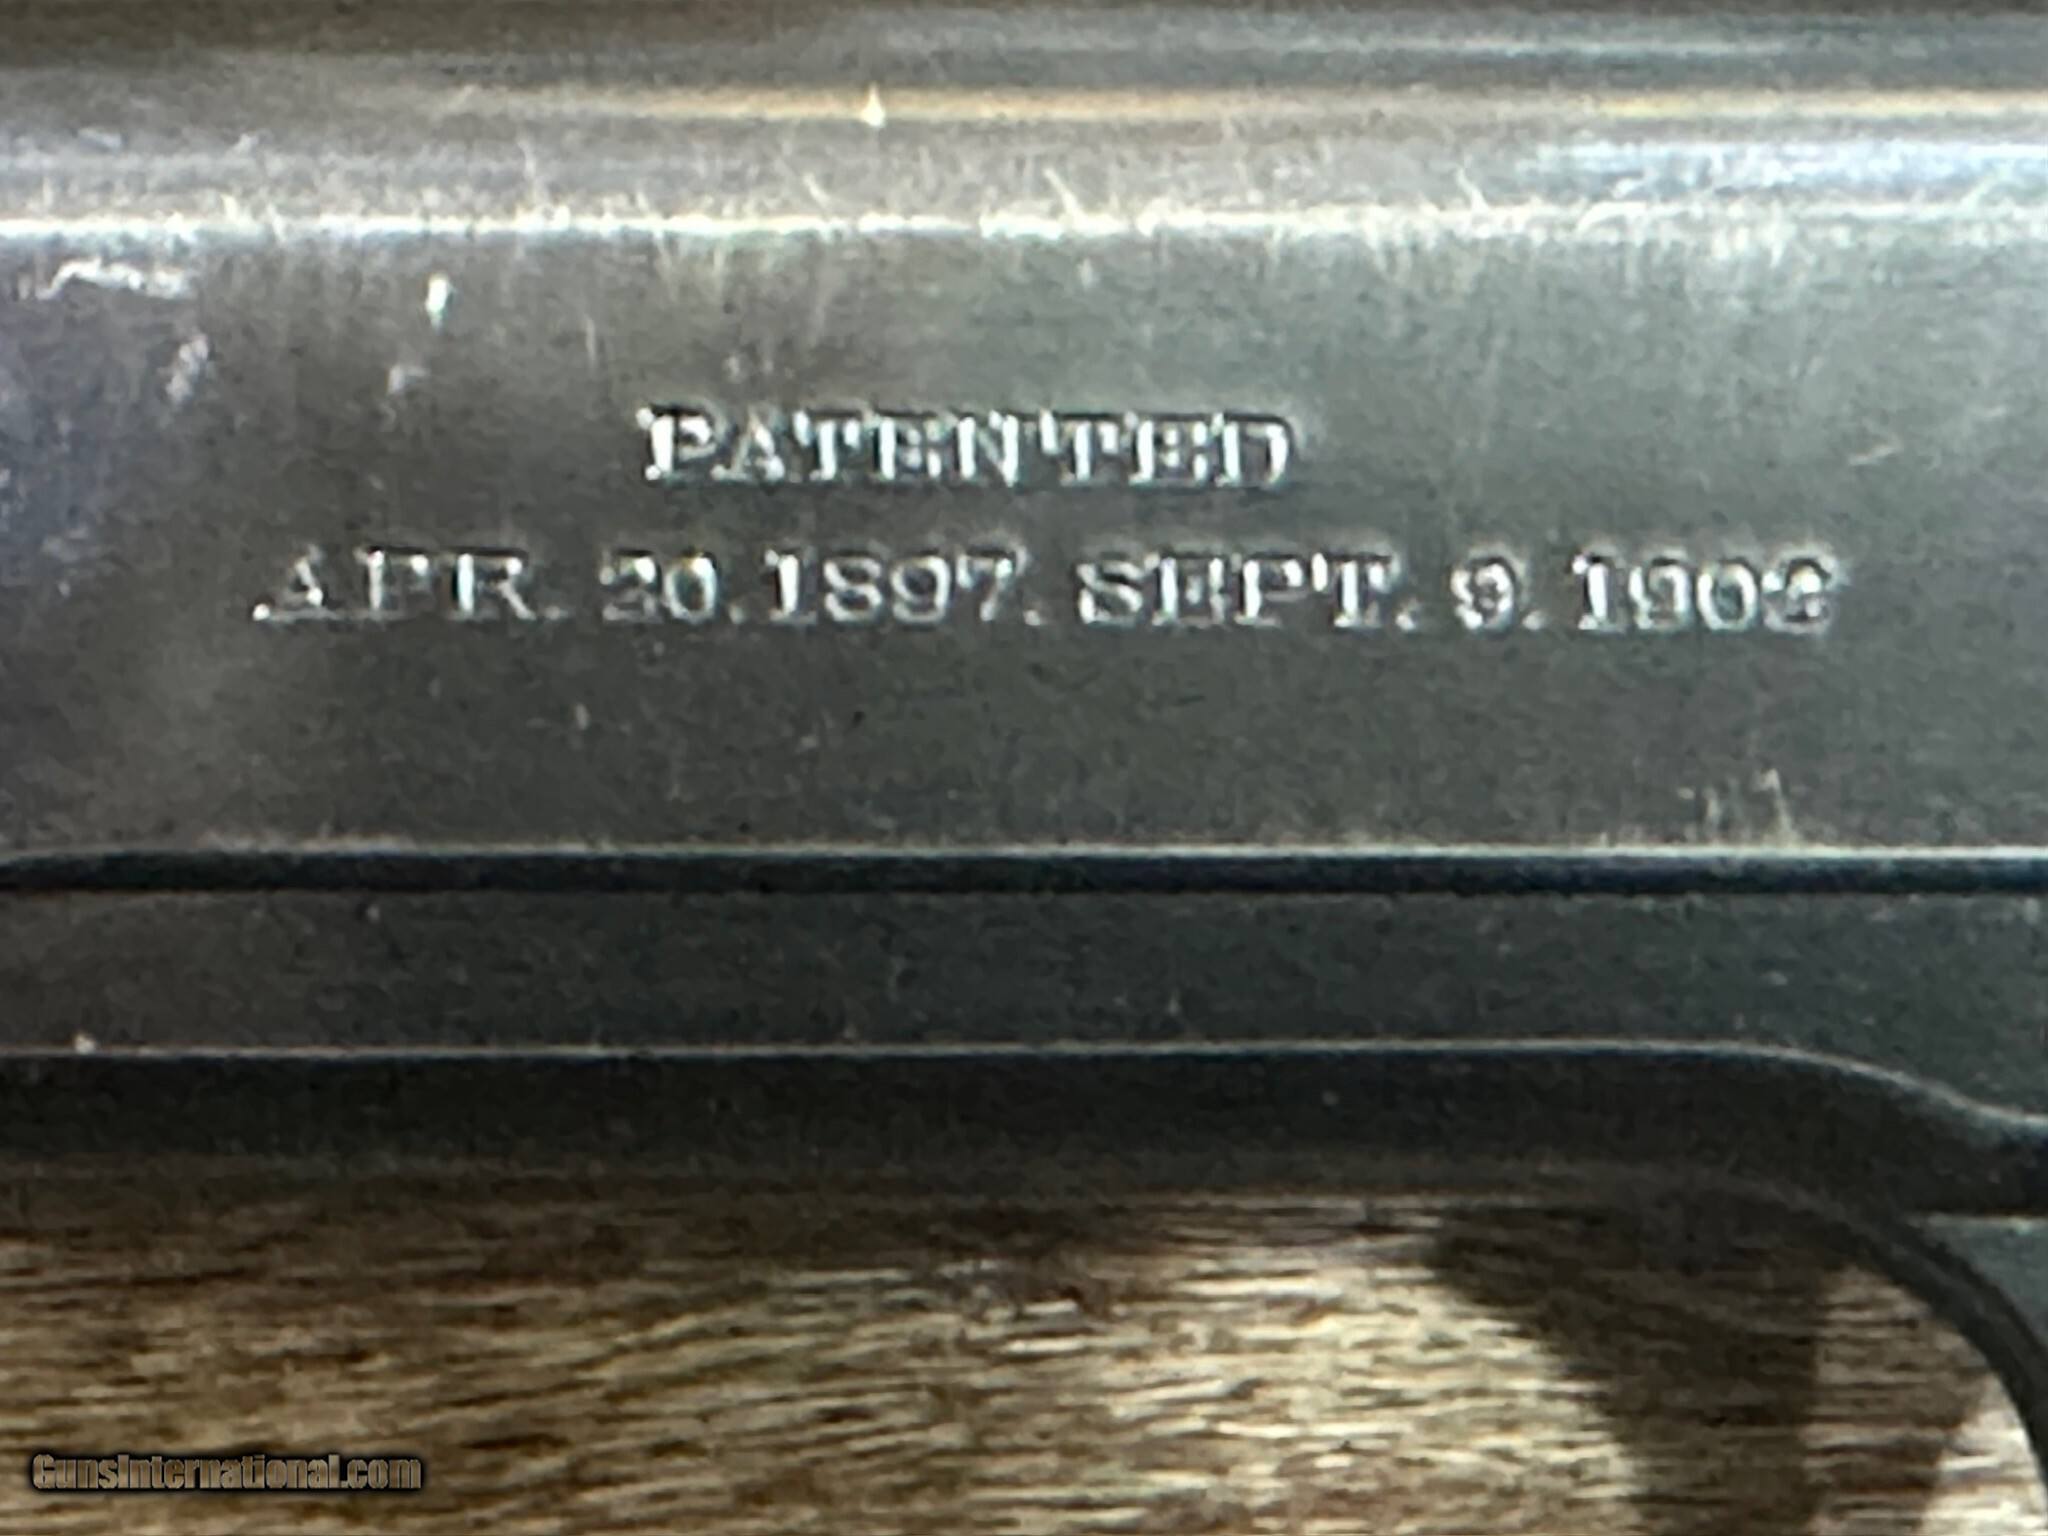 PATENTED
APR. 20. 1897. SEPT. 9. 1902
GunsInternational.com